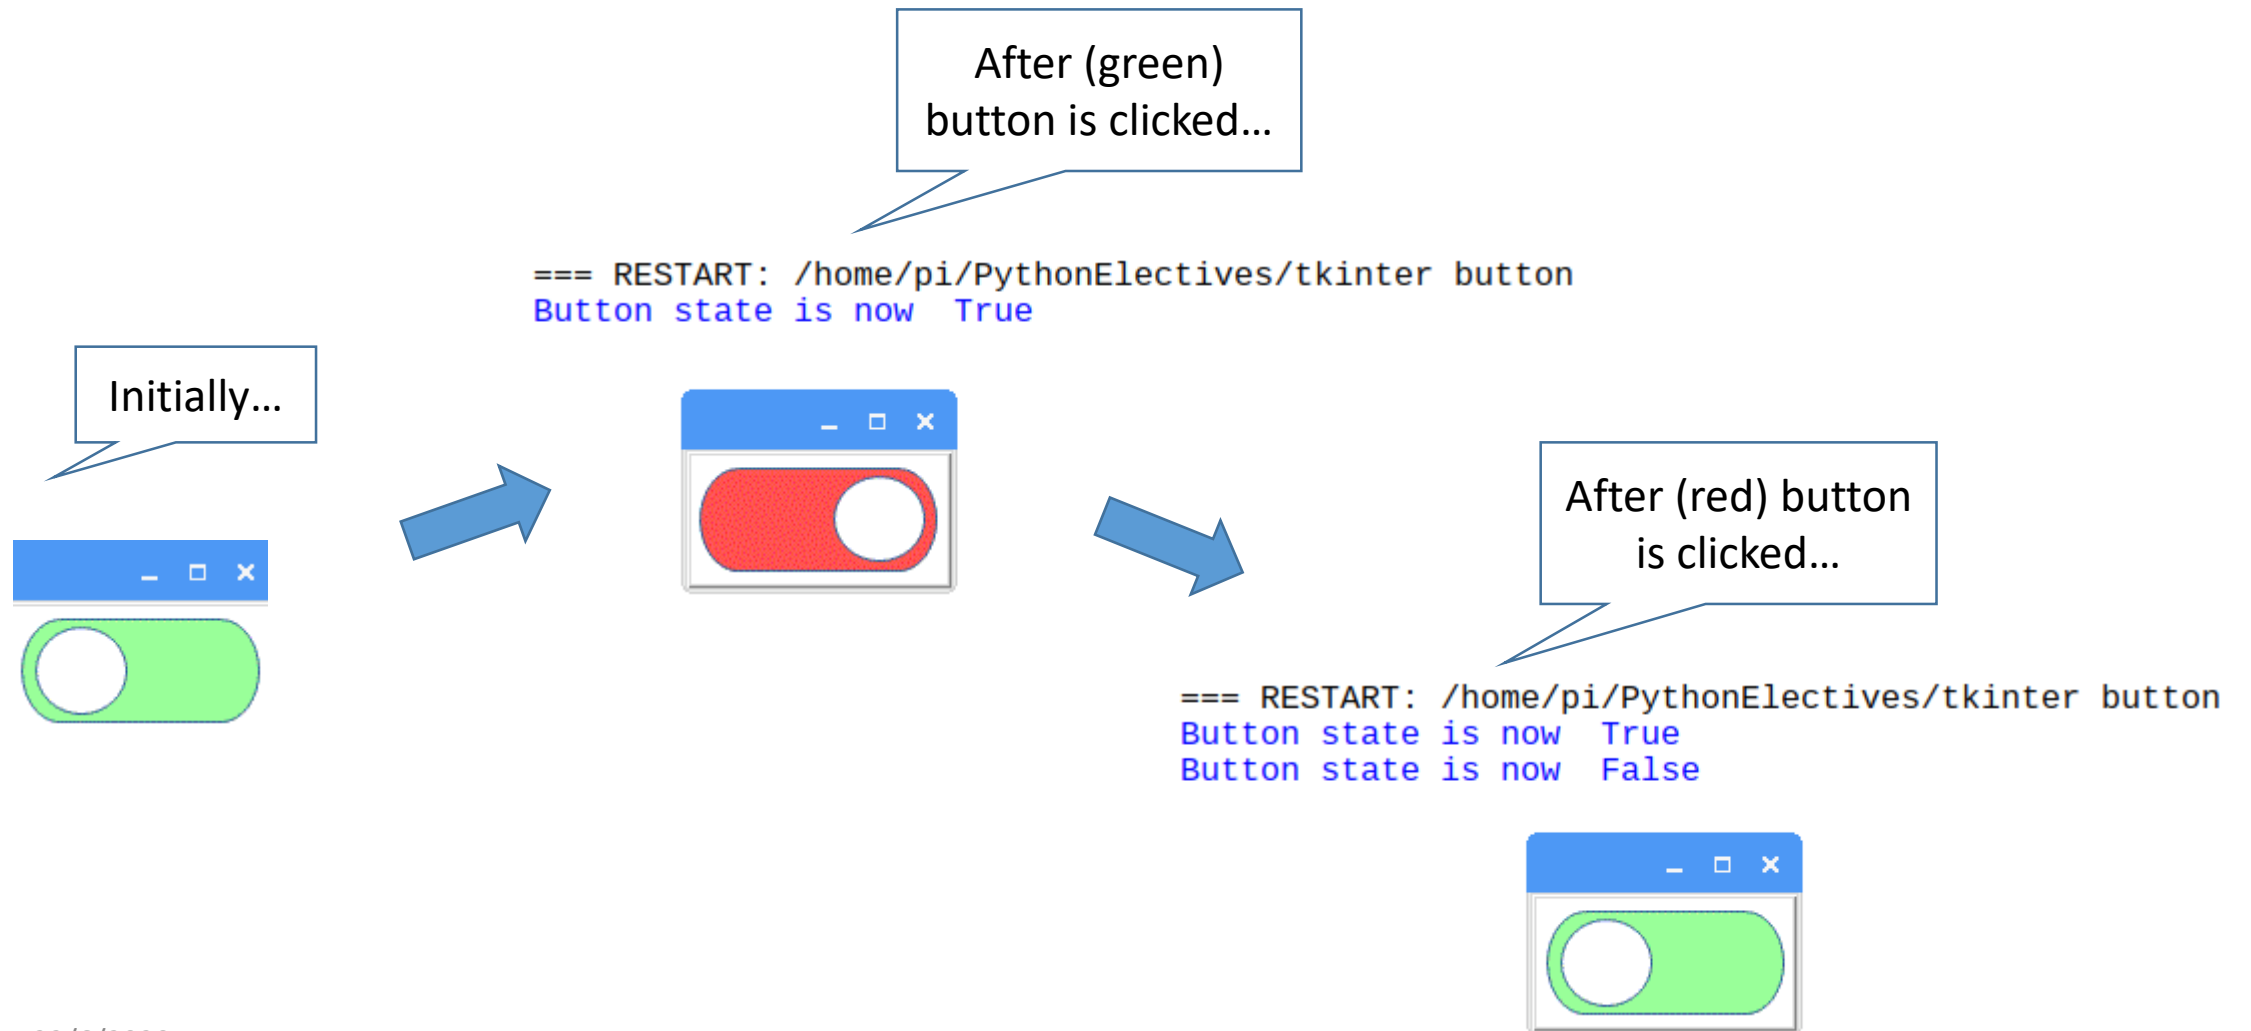 After (green)
button is clicked…
=== RESTART: /home/pi/PythonElectives/tkinter button
Button state is now  True
Initially…
After (red) button
is clicked…
=== RESTART: /home/pi/PythonElectives/tkinter button
Button state is now  True
Button state is now  False